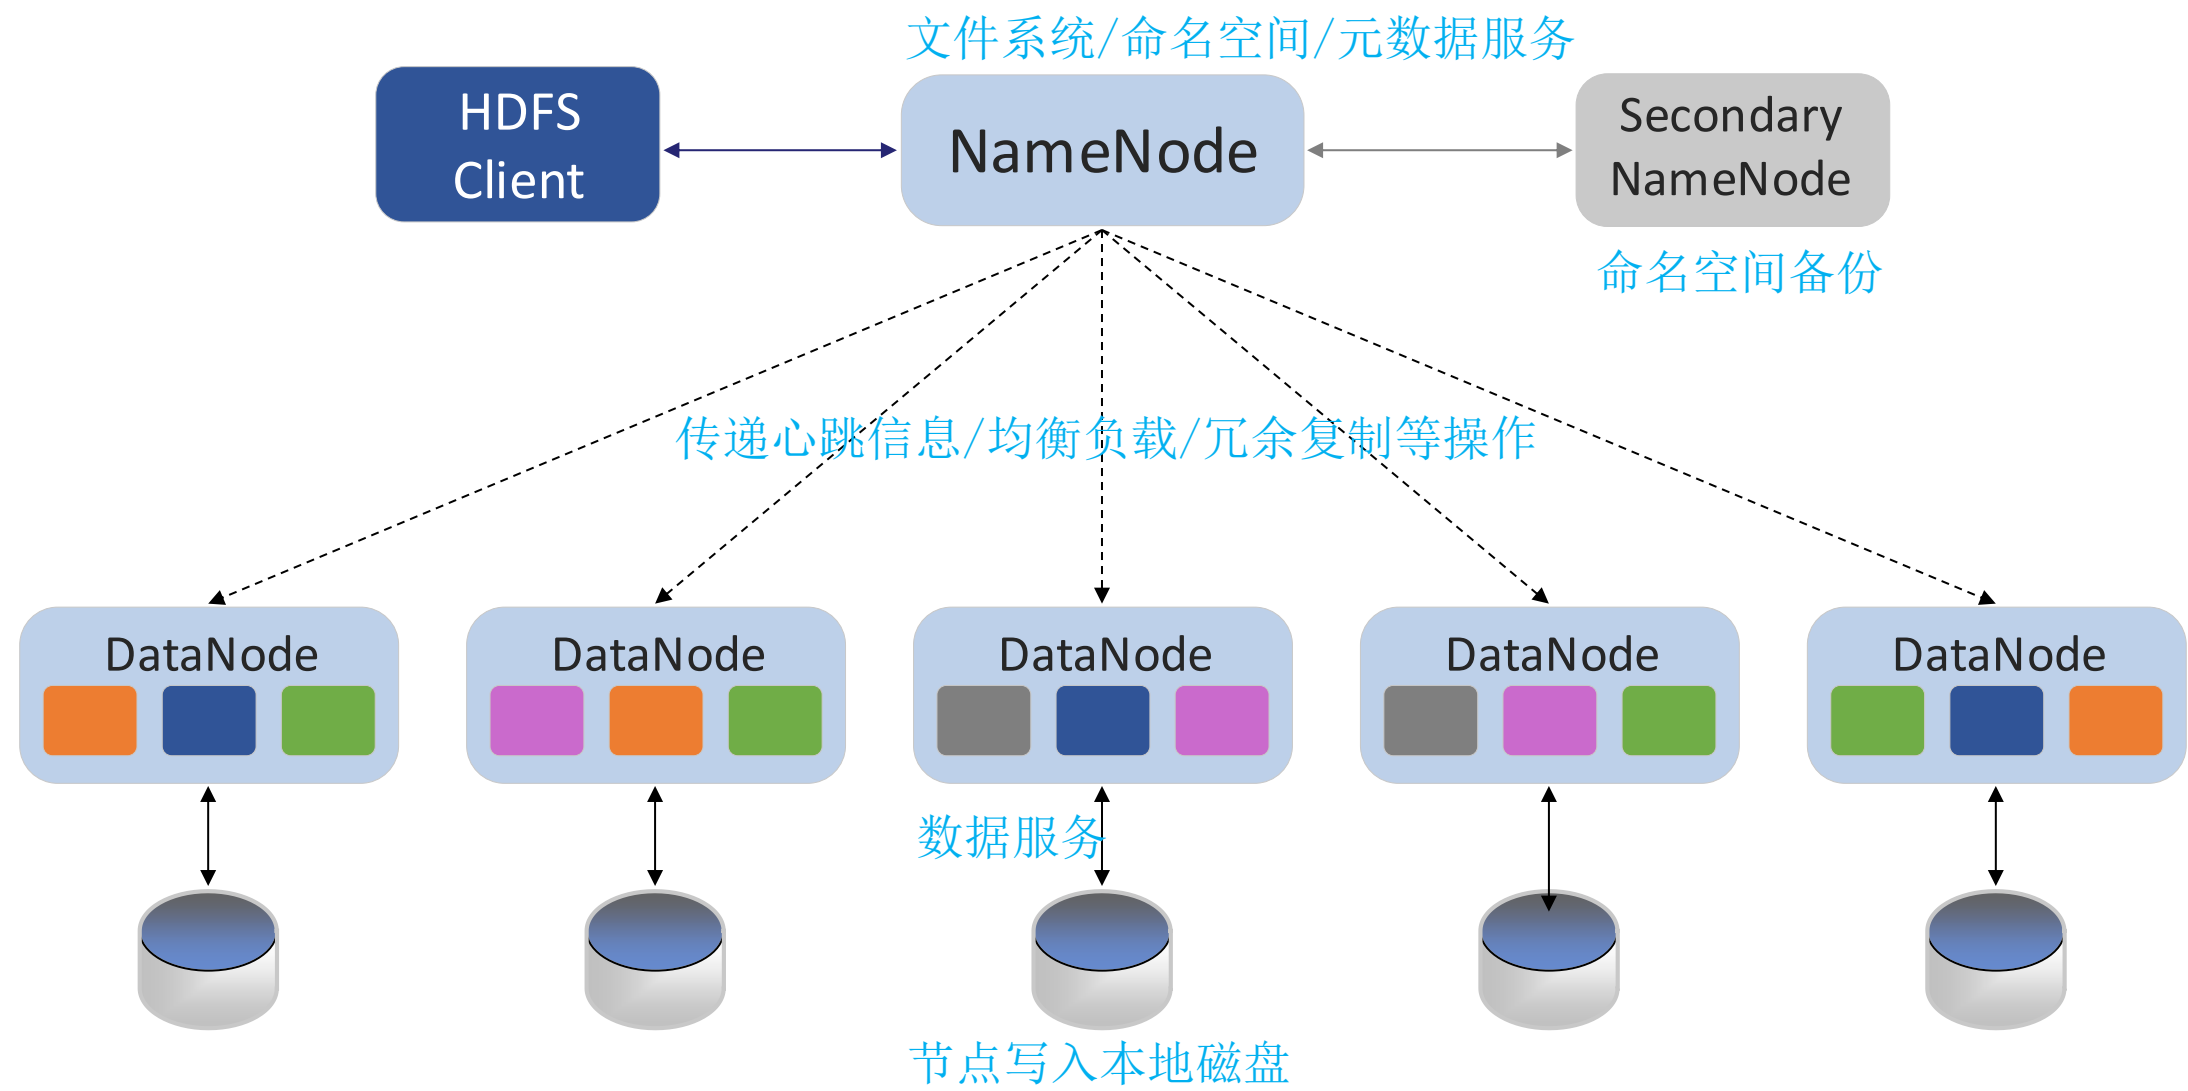 文件系统/命名空间/元数据服务
HDFS
Client
NameNode
Secondary
NameNode
命名空间备份
传递心跳信息/均衡负载/冗余复制等操作
DataNode
DataNode
DataNode
DataNode
DataNode
数据服务
节点写入本地磁盘